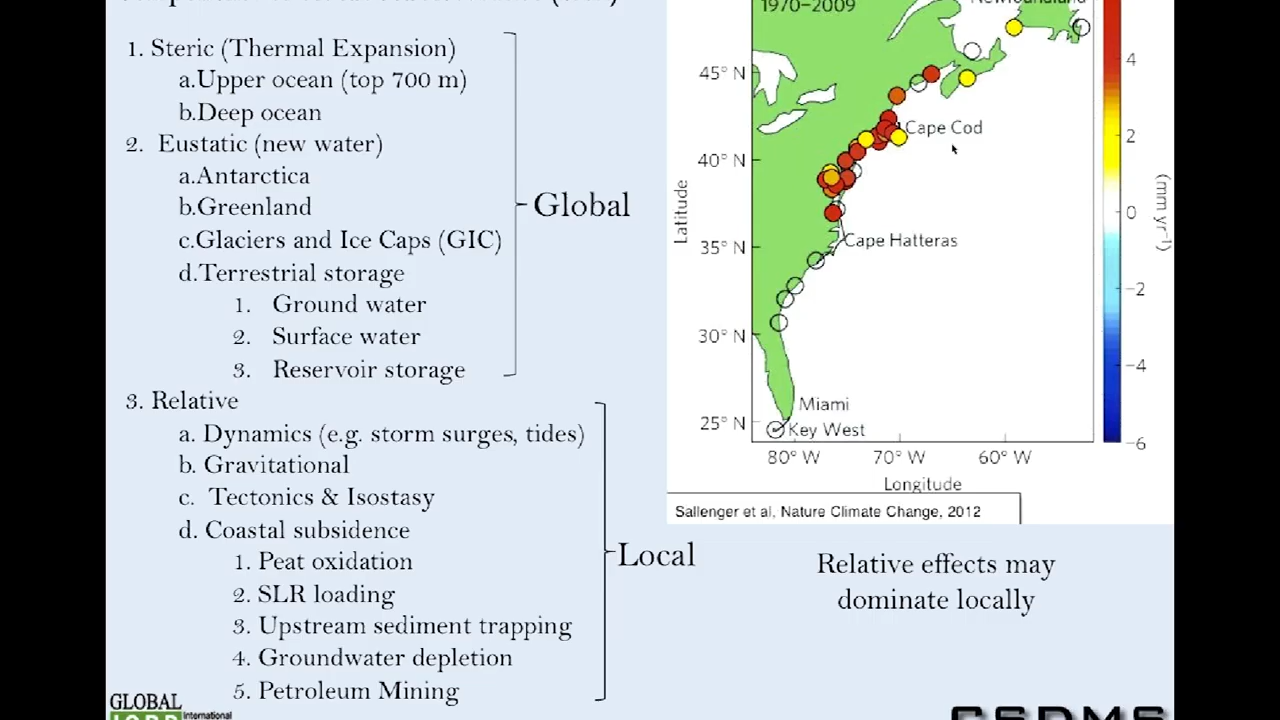 1. Steric (Thermal Expansion)
a.Upper ocean (top 700 m)
b.Deep ocean
2. Eustatic (new water)
a.Antarctica
b.Greenland
c.Glaciers and Ice Caps (GIC)
d.Terrestrial storage
1. Ground water
2. Surface water
3. Reservoir storage
Global
3. Relative
a. Dynamics (e.g. storm surges, tides)
b. Gravitational
c. Tectonics & Isostasy
d. Coastal subsidence
1. Peat oxidation
2. SLR loading
3. Upstream sediment trapping
4. Groundwater depletion
5. Petroleum Mining
Local
1970–2009
Newfoundland
45° N
40° N
35° N
30° N
25° N
Latitude
Cape Cod
Cape Hatteras
Miami
Key West
80° W
70° W
60° W
Longitude
4
2
0
−2
−4
−6
(mm yr⁻¹)
Sallenger et al, Nature Climate Change, 2012
Relative effects may
dominate locally
GLOBAL
International
CSDMS